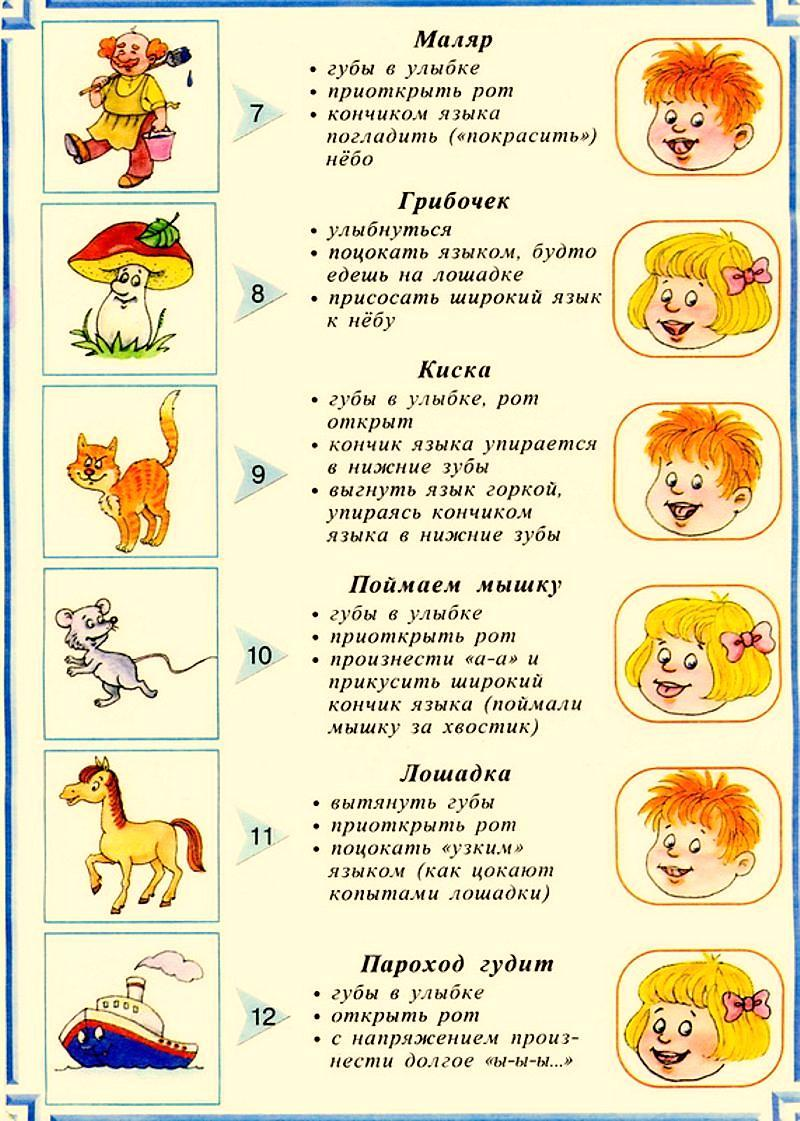 Маляр
• губы в улыбке
• приоткрыть рот
7
• кончиком языка
погладить («покрасить»)
нёбо
Грибочек
• улыбнуться
• поцокать языком, будто
едешь на лошадке
8
• присосать широкий язык
к нёбу
Киска
• губы в улыбке, рот
открыт
• кончик языка упирается
в нижние зубы
9
• выгнуть язык горкой,
упираясь кончиком
языка в нижние зубы
Поймаем мышку
• губы в улыбке
• приоткрыть рот
10
• произнести «а-а» и
прикусить широкий
кончик языка (поймали
мышку за хвостик)
Лошадка
• вытянуть губы
• приоткрыть рот
11
• поцокать «узким»
языком (как цокают
копытами лошадки)
Пароход гудит
• губы в улыбке
• открыть рот
12
• с напряжением произ-
нести долгое «ы-ы-ы...»